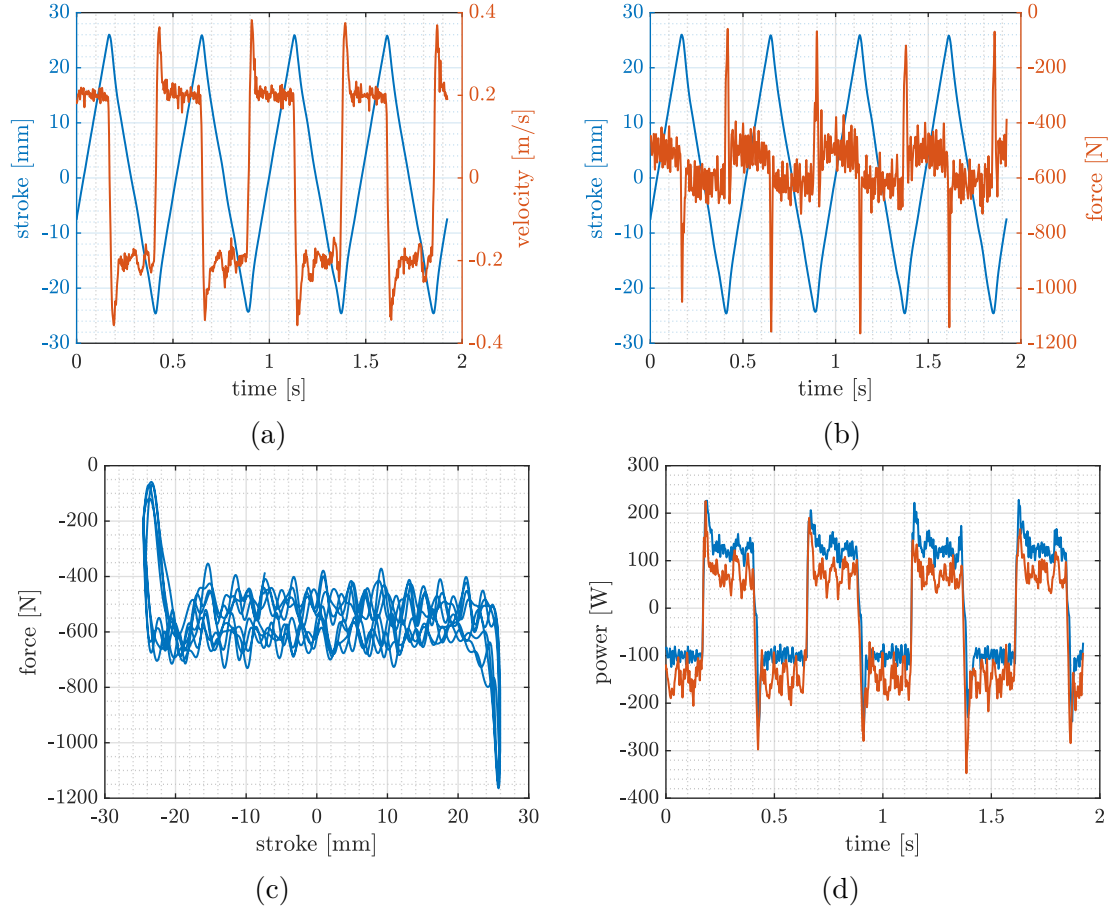 30
20
10
0
-10
-20
-30
stroke [mm]
0.4
0.2
0
-0.2
-0.4
velocity [m/s]
0 0.5 1 1.5 2
time [s]
(a)
30
20
10
0
-10
-20
-30
stroke [mm]
0
-200
-400
-600
-800
-1000
-1200
force [N]
0 0.5 1 1.5 2
time [s]
(b)
0
-200
-400
-600
-800
-1000
-1200
force [N]
-30 -20 -10 0 10 20 30
stroke [mm]
(c)
300
200
100
0
-100
-200
-300
-400
power [W]
0 0.5 1 1.5 2
time [s]
(d)